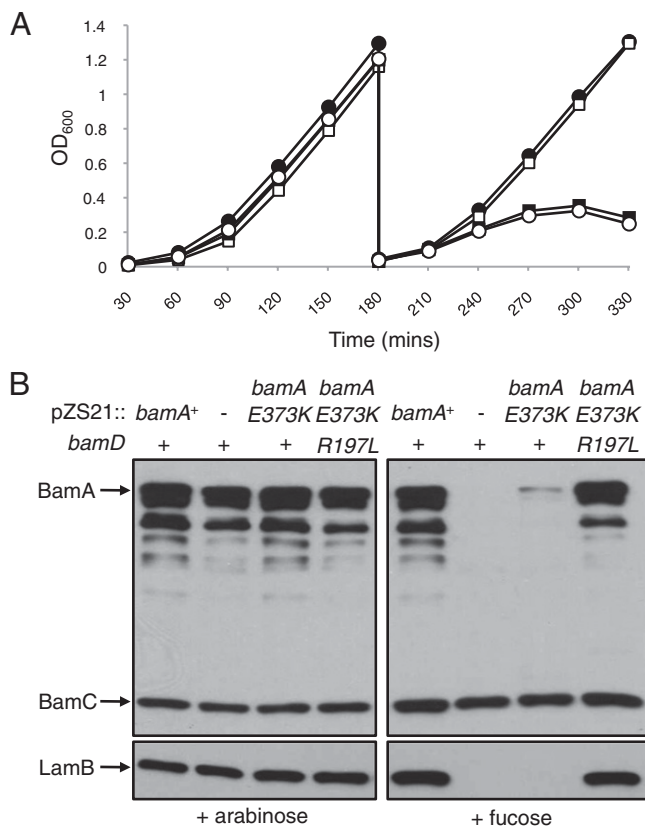 A
OD600
1.4
1.2
1
0.8
0.6
0.4
0.2
0
30 60 90 120 150 180 210 240 270 300 330
Time (mins)
B
pZS21:: bamA+ - bamA E373K bamA E373K bamA+ - bamA E373K bamA E373K
bamD + + + R197L + + + R197L
BamA
BamC
LamB
+ arabinose + fucose